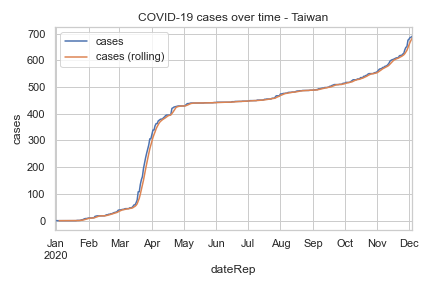 COVID-19 cases over time - Taiwan
cases
cases (rolling)
700
600
500
400
300
200
100
0
cases
Jan Feb Mar Apr May Jun Jul Aug Sep Oct Nov Dec
2020
dateRep